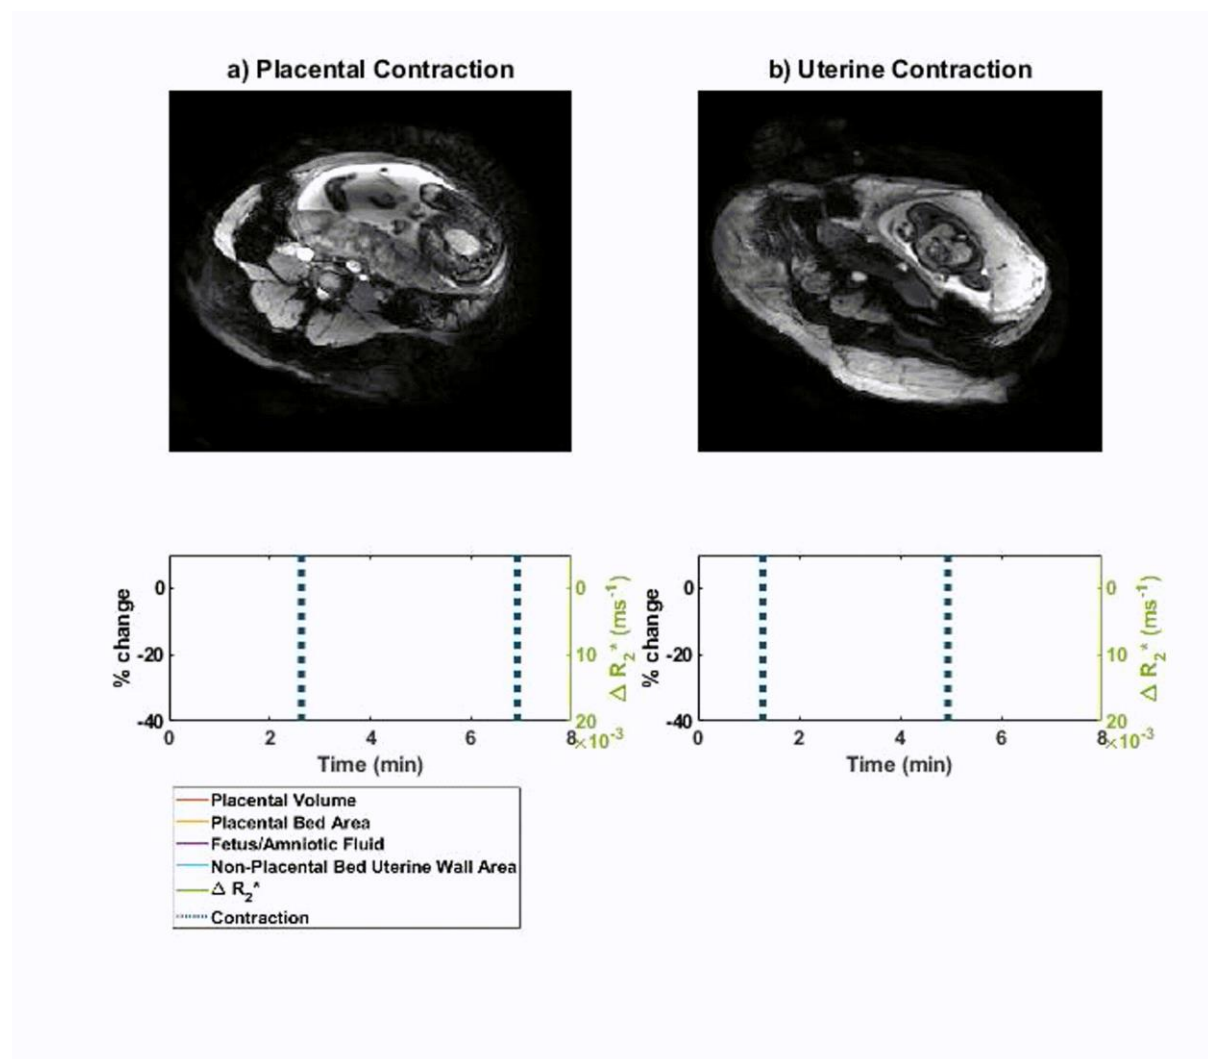 a) Placental Contraction
b) Uterine Contraction
% change
0
-20
-40
0 2 4 6 8
Time (min)
0
10
20
×10-3
Δ R2* (ms-1)
% change
0
-20
-40
0 2 4 6 8
Time (min)
0
10
20
×10-3
Δ R2* (ms-1)
Placental Volume
Placental Bed Area
Fetus/Amniotic Fluid
Non-Placental Bed Uterine Wall Area
Δ R2*
Contraction